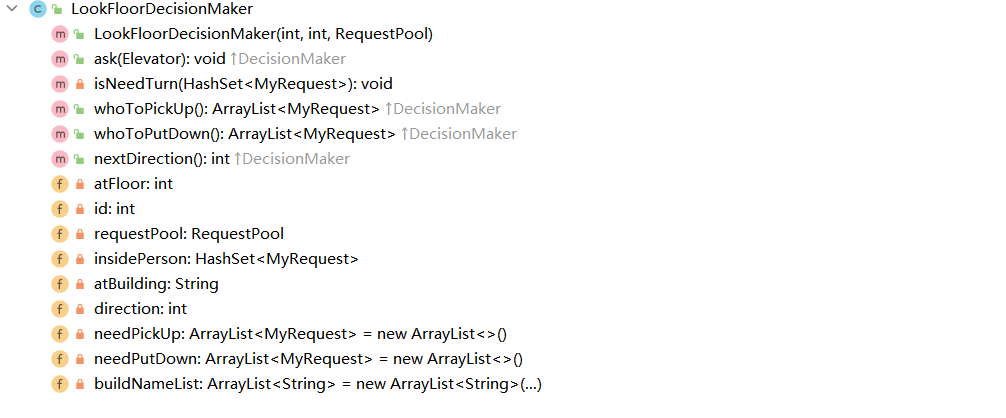 C LookFloorDecisionMaker
m LookFloorDecisionMaker(int, int, RequestPool)
m ask(Elevator): void ↑DecisionMaker
m isNeedTurn(HashSet<MyRequest>): void
m whoToPickUp(): ArrayList<MyRequest> ↑DecisionMaker
m whoToPutDown(): ArrayList<MyRequest> ↑DecisionMaker
m nextDirection(): int ↑DecisionMaker
f atFloor: int
f id: int
f requestPool: RequestPool
f insidePerson: HashSet<MyRequest>
f atBuilding: String
f direction: int
f needPickUp: ArrayList<MyRequest> = new ArrayList<>()
f needPutDown: ArrayList<MyRequest> = new ArrayList<>()
f buildNameList: ArrayList<String> = new ArrayList<String>(...)